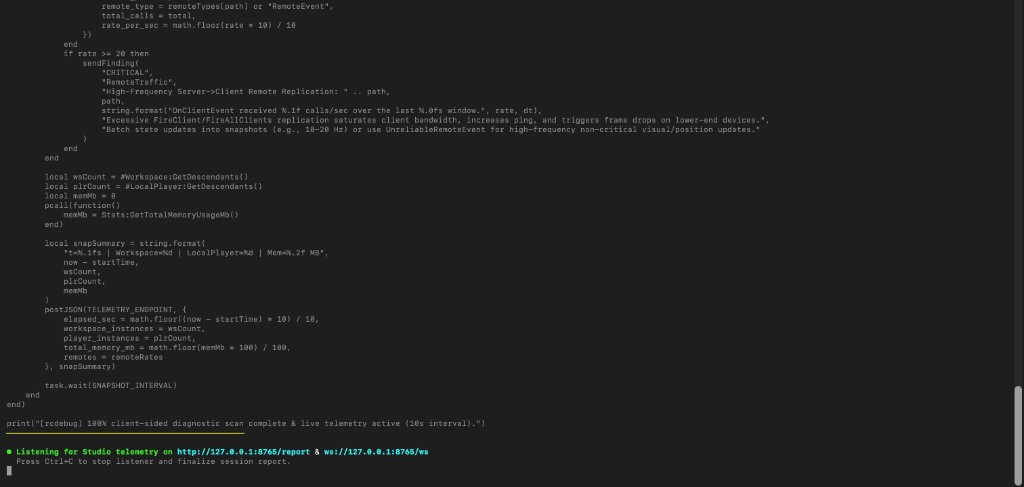 remote_type = remoteTypes[path] or "RemoteEvent",
total_calls = total,
rate_per_sec = math.floor(rate * 10) / 10
})
end
if rate >= 20 then
sendFinding(
"CRITICAL",
"RemoteTraffic",
"High-Frequency Server->Client Remote Replication: " .. path,
path,
string.format("OnClientEvent received %.1f calls/sec over the last %.0fs window.", rate, dt),
"Excessive FireClient/FireAllClients replication saturates client bandwidth, increases ping, and triggers frame drops on lower-end devices.",
"Batch state updates into snapshots (e.g., 10-20 Hz) or use UnreliableRemoteEvent for high-frequency non-critical visual/position updates."
)
end
end
local wsCount = #Workspace:GetDescendants()
local plrCount = #LocalPlayer:GetDescendants()
local memMb = 0
pcall(function()
memMb = Stats:GetTotalMemoryUsageMb()
end)
local snapSummary = string.format(
"t=%.1fs | Workspace=%d | LocalPlayer=%d | Mem=%.2f MB",
now - startTime,
wsCount,
plrCount,
memMb
)
postJSON(TELEMETRY_ENDPOINT, {
elapsed_sec = math.floor((now - startTime) * 10) / 10,
workspace_instances = wsCount,
player_instances = plrCount,
total_memory_mb = math.floor(memMb * 100) / 100,
remotes = remoteRates
}, snapSummary)
task.wait(SNAPSHOT_INTERVAL)
end
end)
print("[rcdebug] 100% client-sided diagnostic scan complete & live telemetry active (10s interval).")
● Listening for Studio telemetry on http://127.0.0.1:8765/report & ws://127.0.0.1:8765/ws
Press Ctrl+C to stop listener and finalize session report.